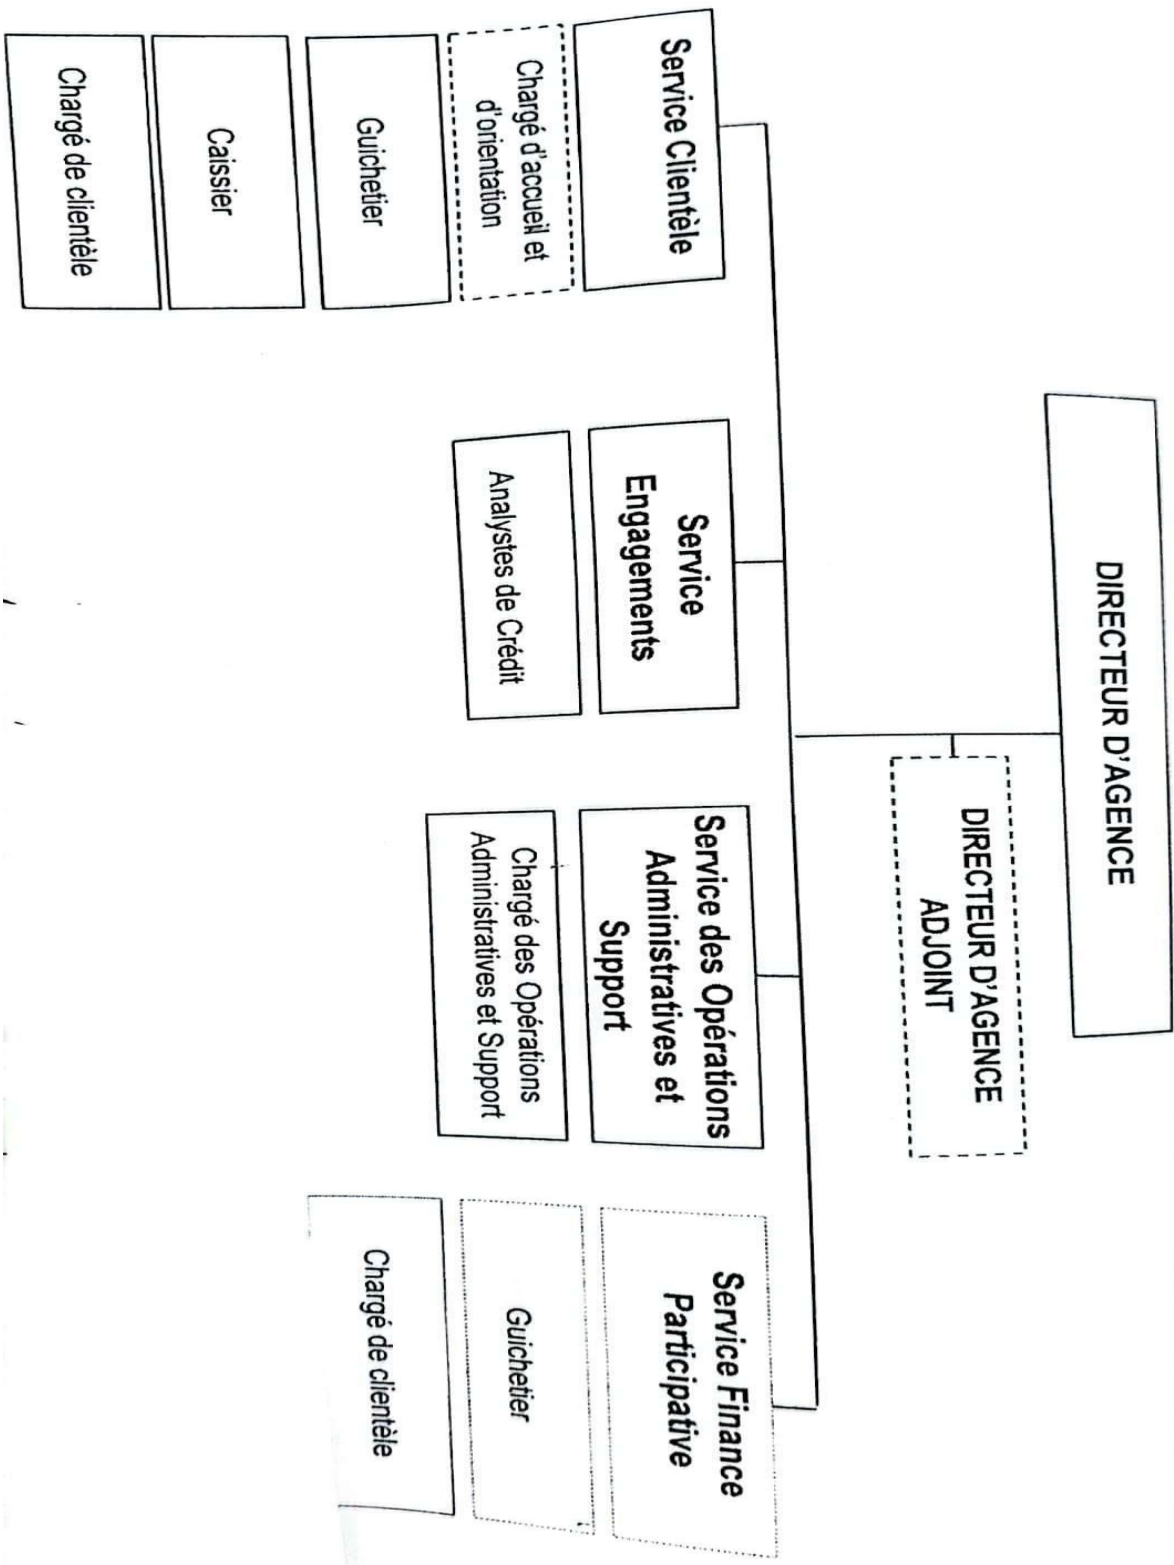 DIRECTEUR D'AGENCE
DIRECTEUR D'AGENCE
ADJOINT
Service Clientèle
Chargé d'accueil et
d'orientation
Guichetier
Caissier
Chargé de clientèle
Service
Engagements
Analystes de Crédit
Service des Opérations
Administratives et
Support
Chargé des Opérations
Administratives et Support
Service Finance
Participative
Guichetier
Chargé de clientèle